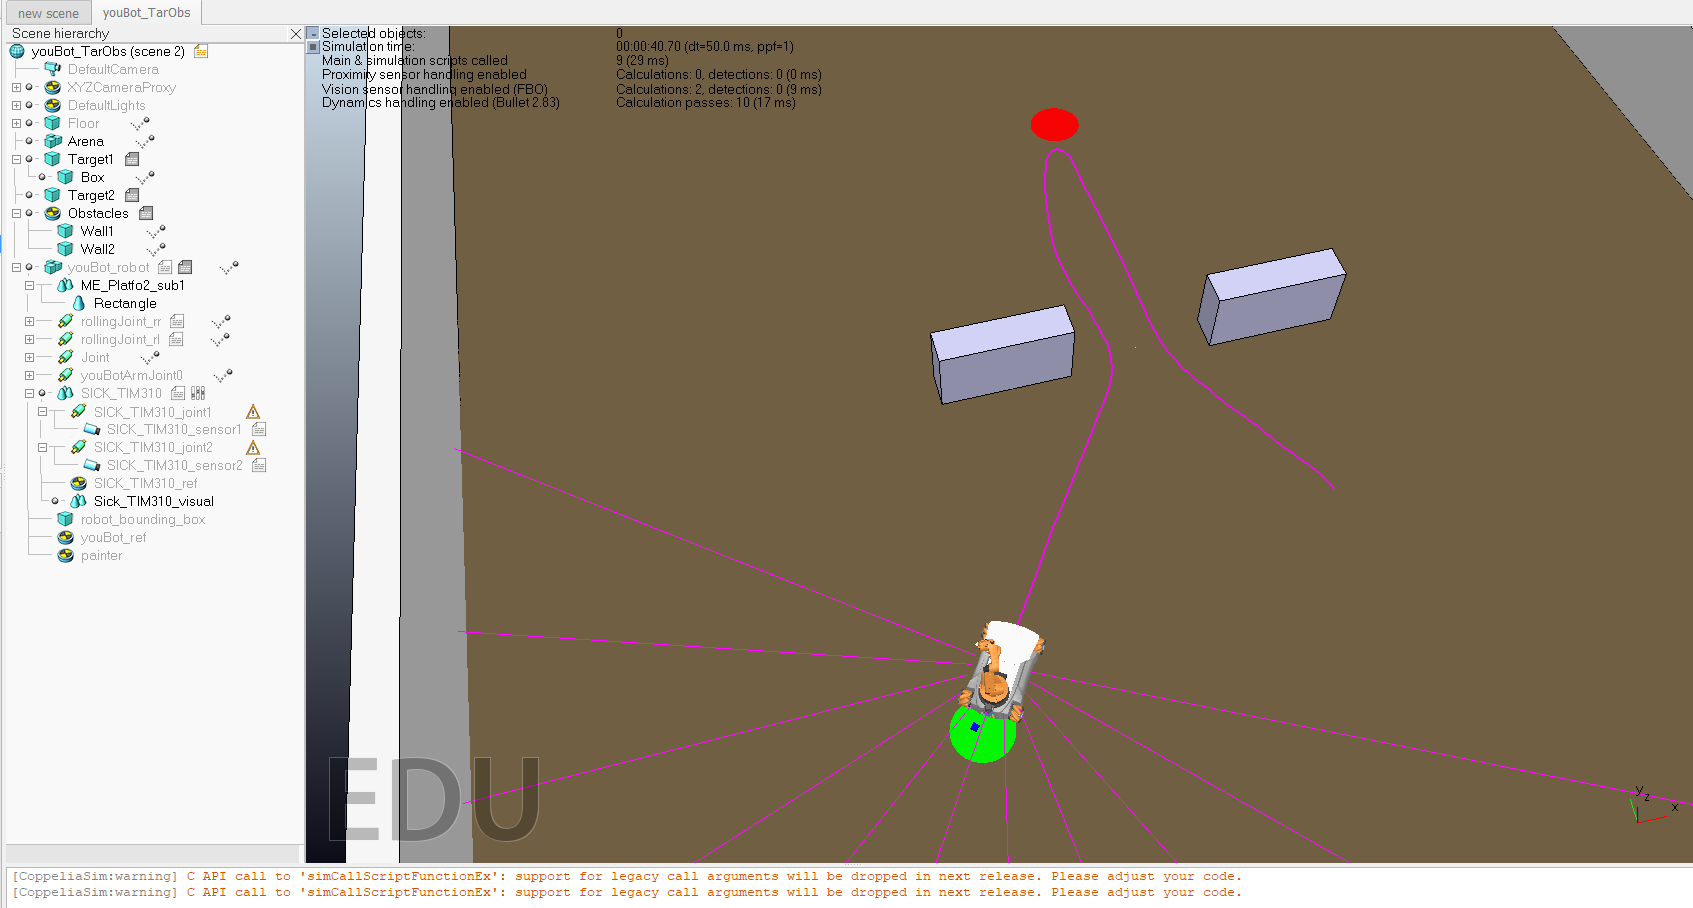 new scene
youBot_TarObs
Scene hierarchy
youBot_TarObs (scene 2)
DefaultCamera
XYZCameraProxy
DefaultLights
Floor
Arena
Target1
Box
Target2
Obstacles
Wall1
Wall2
youBot_robot
ME_Platfo2_sub1
Rectangle
rollingJoint_rr
rollingJoint_rl
Joint
youBotArmJoint0
SICK_TIM310
SICK_TIM310_joint1
SICK_TIM310_sensor1
SICK_TIM310_joint2
SICK_TIM310_sensor2
SICK_TIM310_ref
Sick_TIM310_visual
robot_bounding_box
youBot_ref
painter
Selected objects: 0
Simulation time: 00:00:40.70 (dt=50.0 ms, ppf=1)
Main & simulation scripts called 9 (29 ms)
Proximity sensor handling enabled Calculations: 0, detections: 0 (0 ms)
Vision sensor handling enabled (FBO) Calculations: 2, detections: 0 (9 ms)
Dynamics handling enabled (Bullet 2.83) Calculation passes: 10 (17 ms)
EDU
y
z
x
[CoppeliaSim:warning] C API call to 'simCallScriptFunctionEx': support for legacy call arguments will be dropped in next release. Please adjust your code.
[CoppeliaSim:warning] C API call to 'simCallScriptFunctionEx': support for legacy call arguments will be dropped in next release. Please adjust your code.